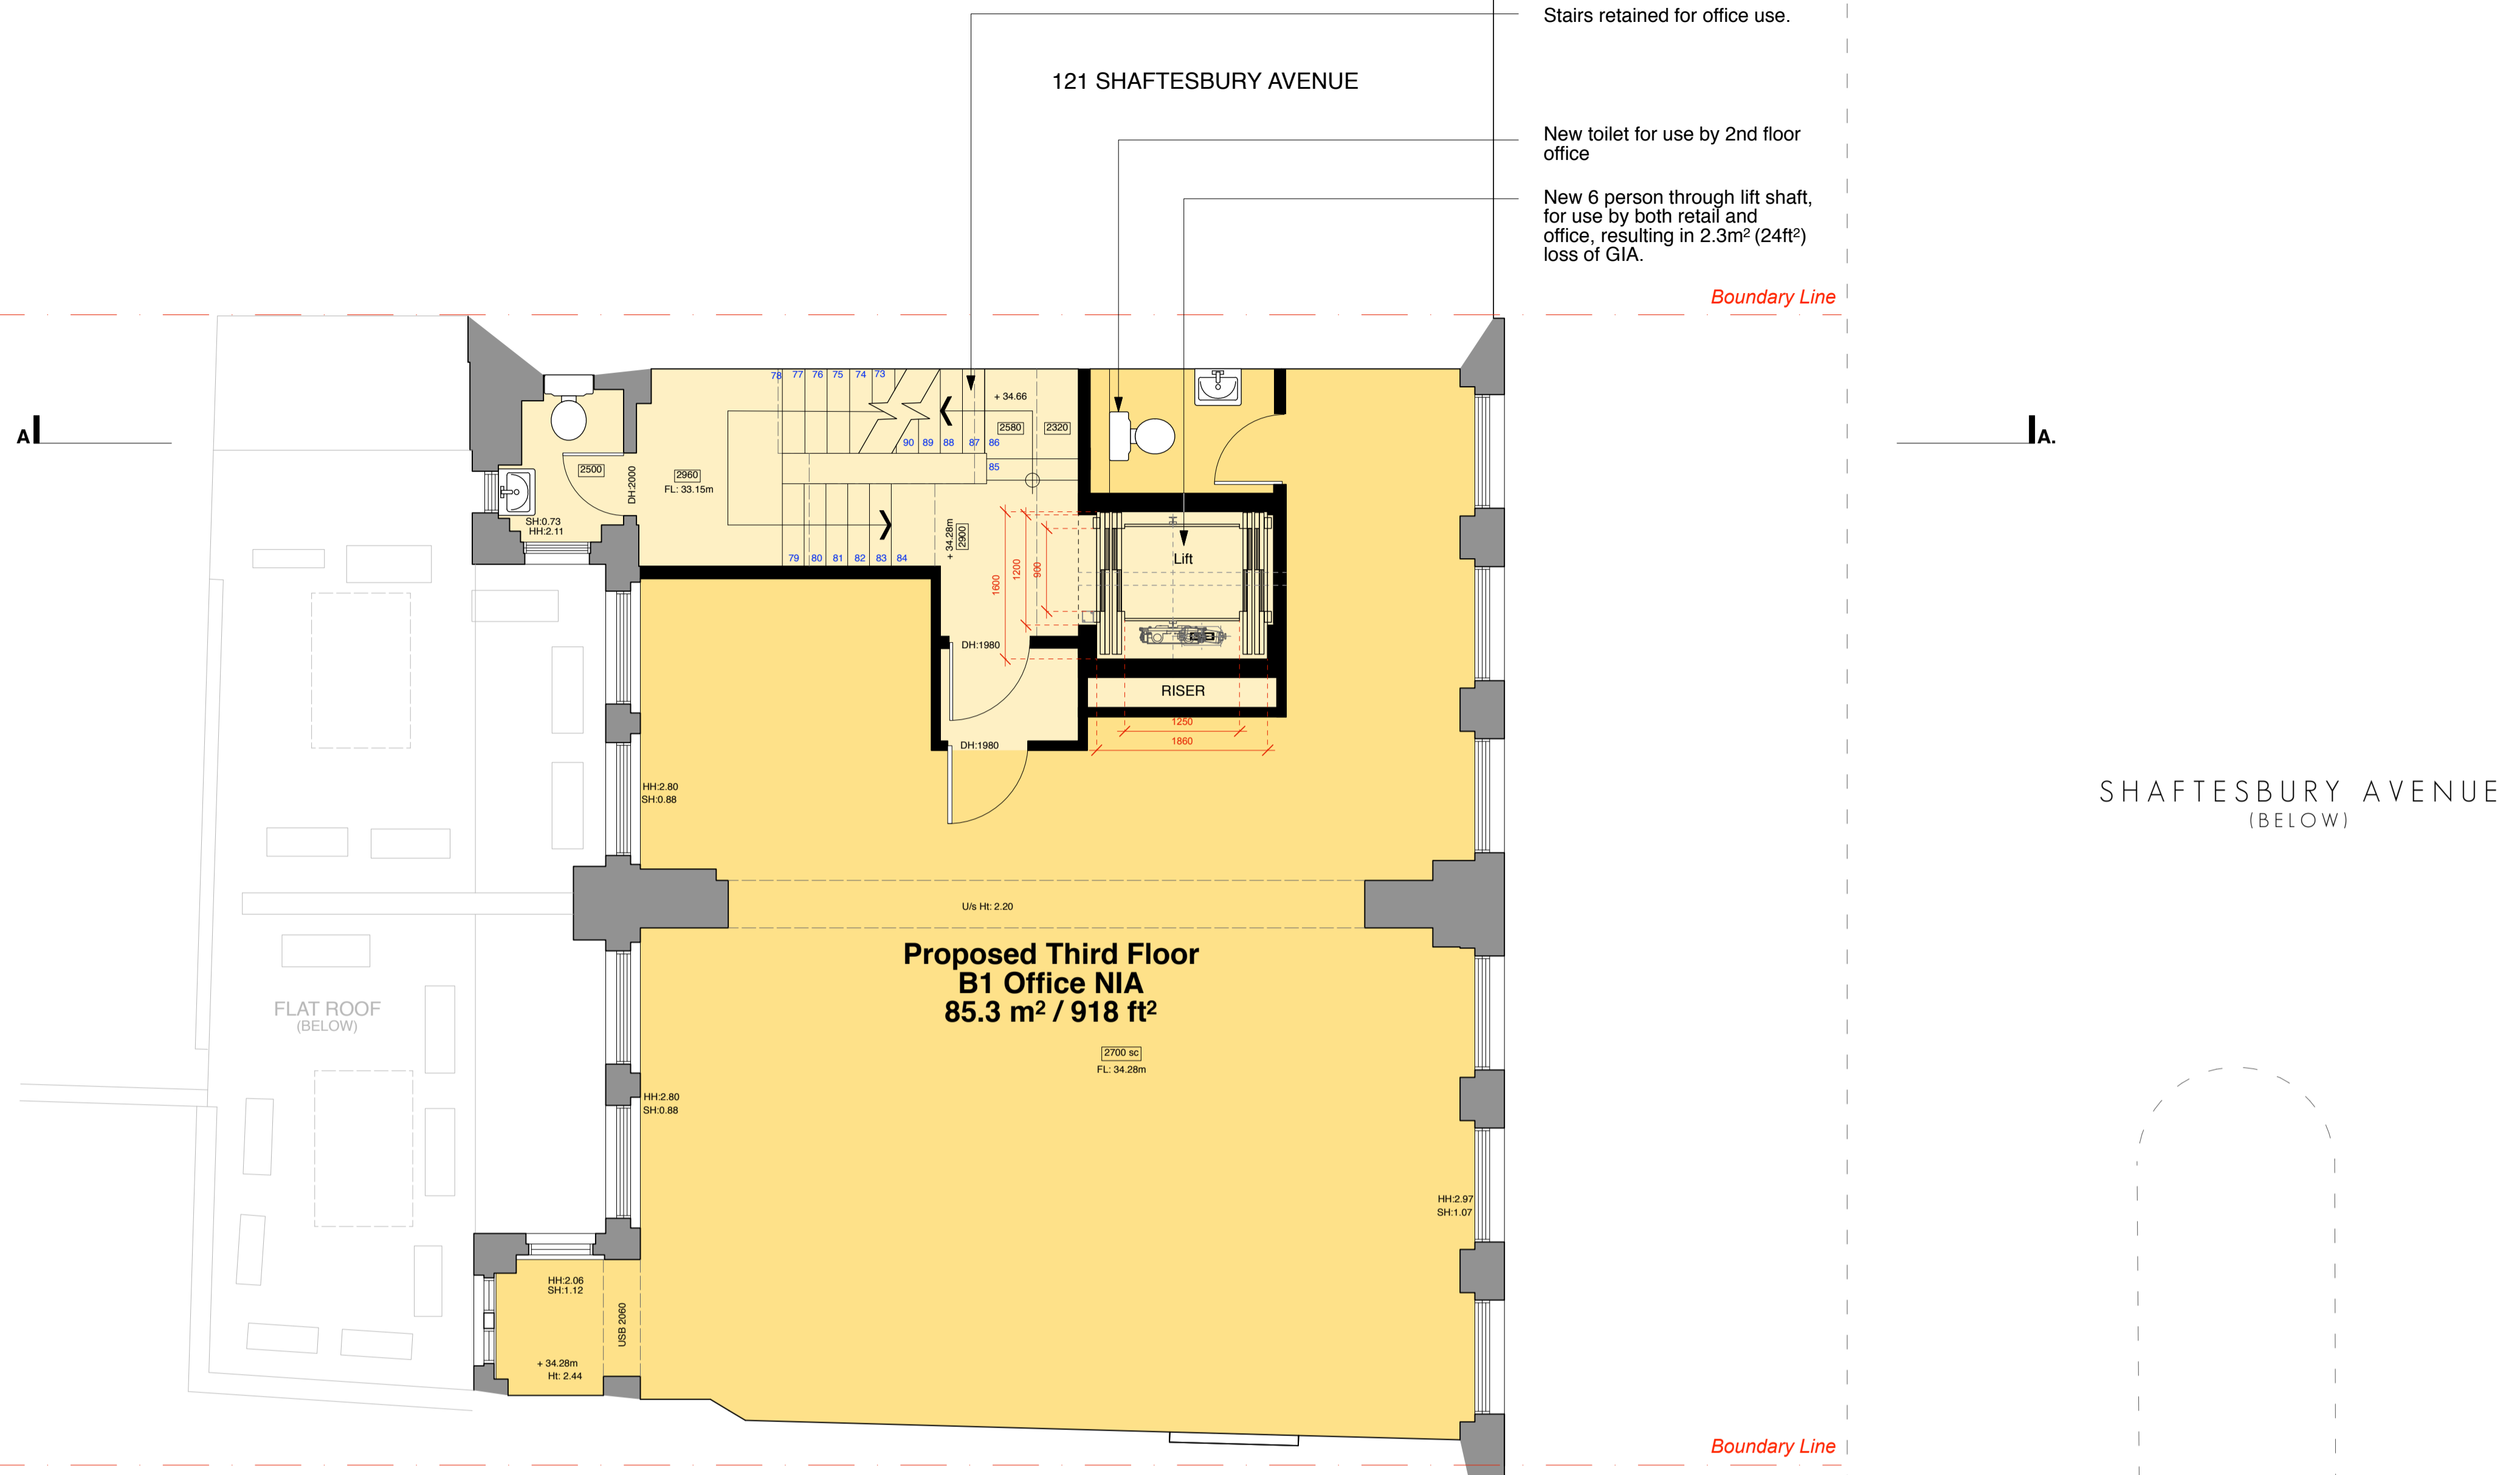 Stairs retained for office use.
121 SHAFTESBURY AVENUE
New toilet for use by 2nd floor
office
New 6 person through lift shaft,
for use by both retail and
office, resulting in 2.3m² (24ft²)
loss of GIA.
Boundary Line
A
A.
78
77
76
75
74
73
+ 34.66
2580
2320
90
89
88
87
86
85
2500
DH:2000
2960
FL: 33.15m
SH:0.73
HH:2.11
79
80
81
82
83
84
+ 34.28m
2900
1600
1200
900
Lift
DH:1980
RISER
1250
1860
DH:1980
HH:2.80
SH:0.88
SHAFTESBURY AVENUE
(BELOW)
U/s Ht: 2.20
Proposed Third Floor
B1 Office NIA
85.3 m² / 918 ft²
FLAT ROOF
(BELOW)
2700 sc
FL: 34.28m
HH:2.80
SH:0.88
HH:2.97
SH:1.07
HH:2.06
SH:1.12
USB 2060
+ 34.28m
Ht: 2.44
Boundary Line